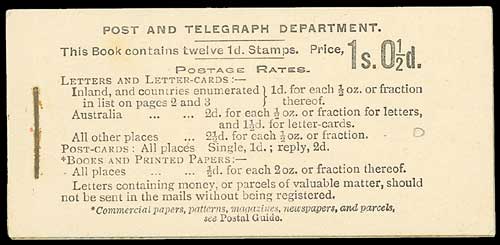 POST AND TELEGRAPH DEPARTMENT.
This Book contains twelve 1d. Stamps. Price, 1s. 0½d.
POSTAGE RATES.
LETTERS AND LETTER-CARDS:—
Inland, and countries enumerated } 1d. for each ½ oz. or fraction
in list on pages 2 and 3 } thereof.
Australia ... ... 2d. for each ½ oz. or fraction for letters,
and 1½d. for letter-cards.
All other places ... 2½d. for each ½ oz. or fraction.
POST-CARDS: All places Single, 1d.; reply, 2d.
*BOOKS AND PRINTED PAPERS:—
All places ... ... ½d. for each 2 oz. or fraction thereof.
Letters containing money, or parcels of valuable matter, should
not be sent in the mails without being registered.
*Commercial papers, patterns, magazines, newspapers, and parcels,
see Postal Guide.